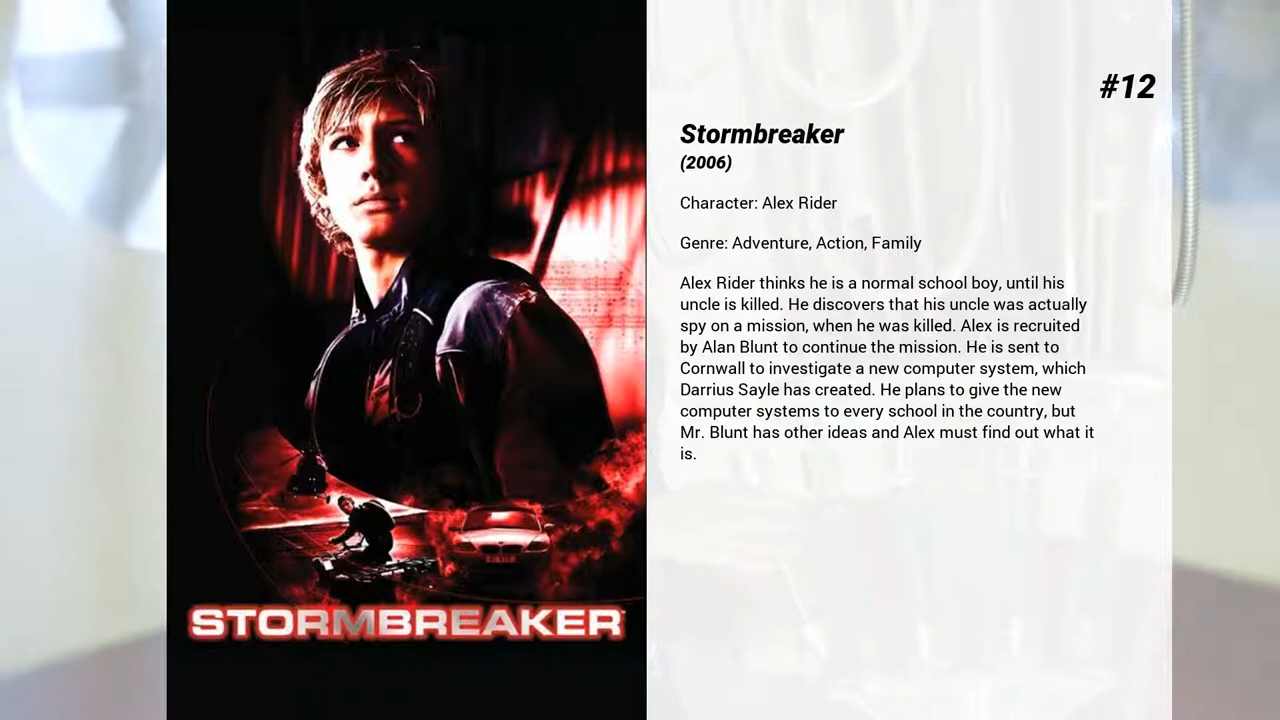 #12
Stormbreaker
(2006)
Character: Alex Rider
Genre: Adventure, Action, Family
Alex Rider thinks he is a normal school boy, until his
uncle is killed. He discovers that his uncle was actually
spy on a mission, when he was killed. Alex is recruited
by Alan Blunt to continue the mission. He is sent to
Cornwall to investigate a new computer system, which
Darrius Sayle has created. He plans to give the new
computer systems to every school in the country, but
Mr. Blunt has other ideas and Alex must find out what it
is.
STORMBREAKER